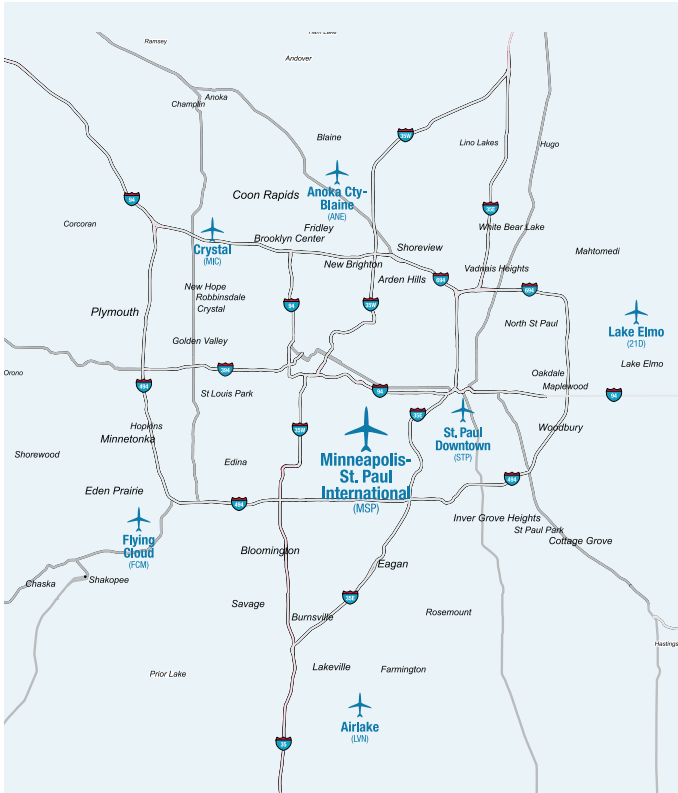 Ramsey
Andover
Anoka
Champlin
Blaine
35W
Lino Lakes
Hugo
Anoka Cty-
Blaine
(ANE)
Coon Rapids
94
35E
Corcoran
Crystal
(MIC)
Fridley
Brooklyn Center
White Bear Lake
Shoreview
Mahtomedi
New Brighton
Vadnais Heights
Arden Hills
694
694
New Hope
Robbinsdale
Crystal
94
35W
Plymouth
North St Paul
Lake Elmo
(21D)
Golden Valley
Lake Elmo
394
Orono
Oakdale
Maplewood
494
St Louis Park
94
94
35E
Hopkins
Minnetonka
35W
St. Paul
Downtown
(STP)
Woodbury
Shorewood
Edina
Minneapolis-
St. Paul
International
(MSP)
494
Eden Prairie
494
Inver Grove Heights
St Paul Park
Cottage Grove
Flying
Cloud
(FCM)
Bloomington
Eagan
Chaska
Shakopee
35E
Savage
Burnsville
Rosemount
Hastings
Prior Lake
Lakeville
Farmington
Airlake
(LVN)
35